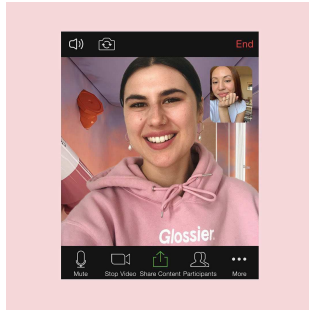 End
Glossier.
Mute
Stop Video
Share Content
Participants
More